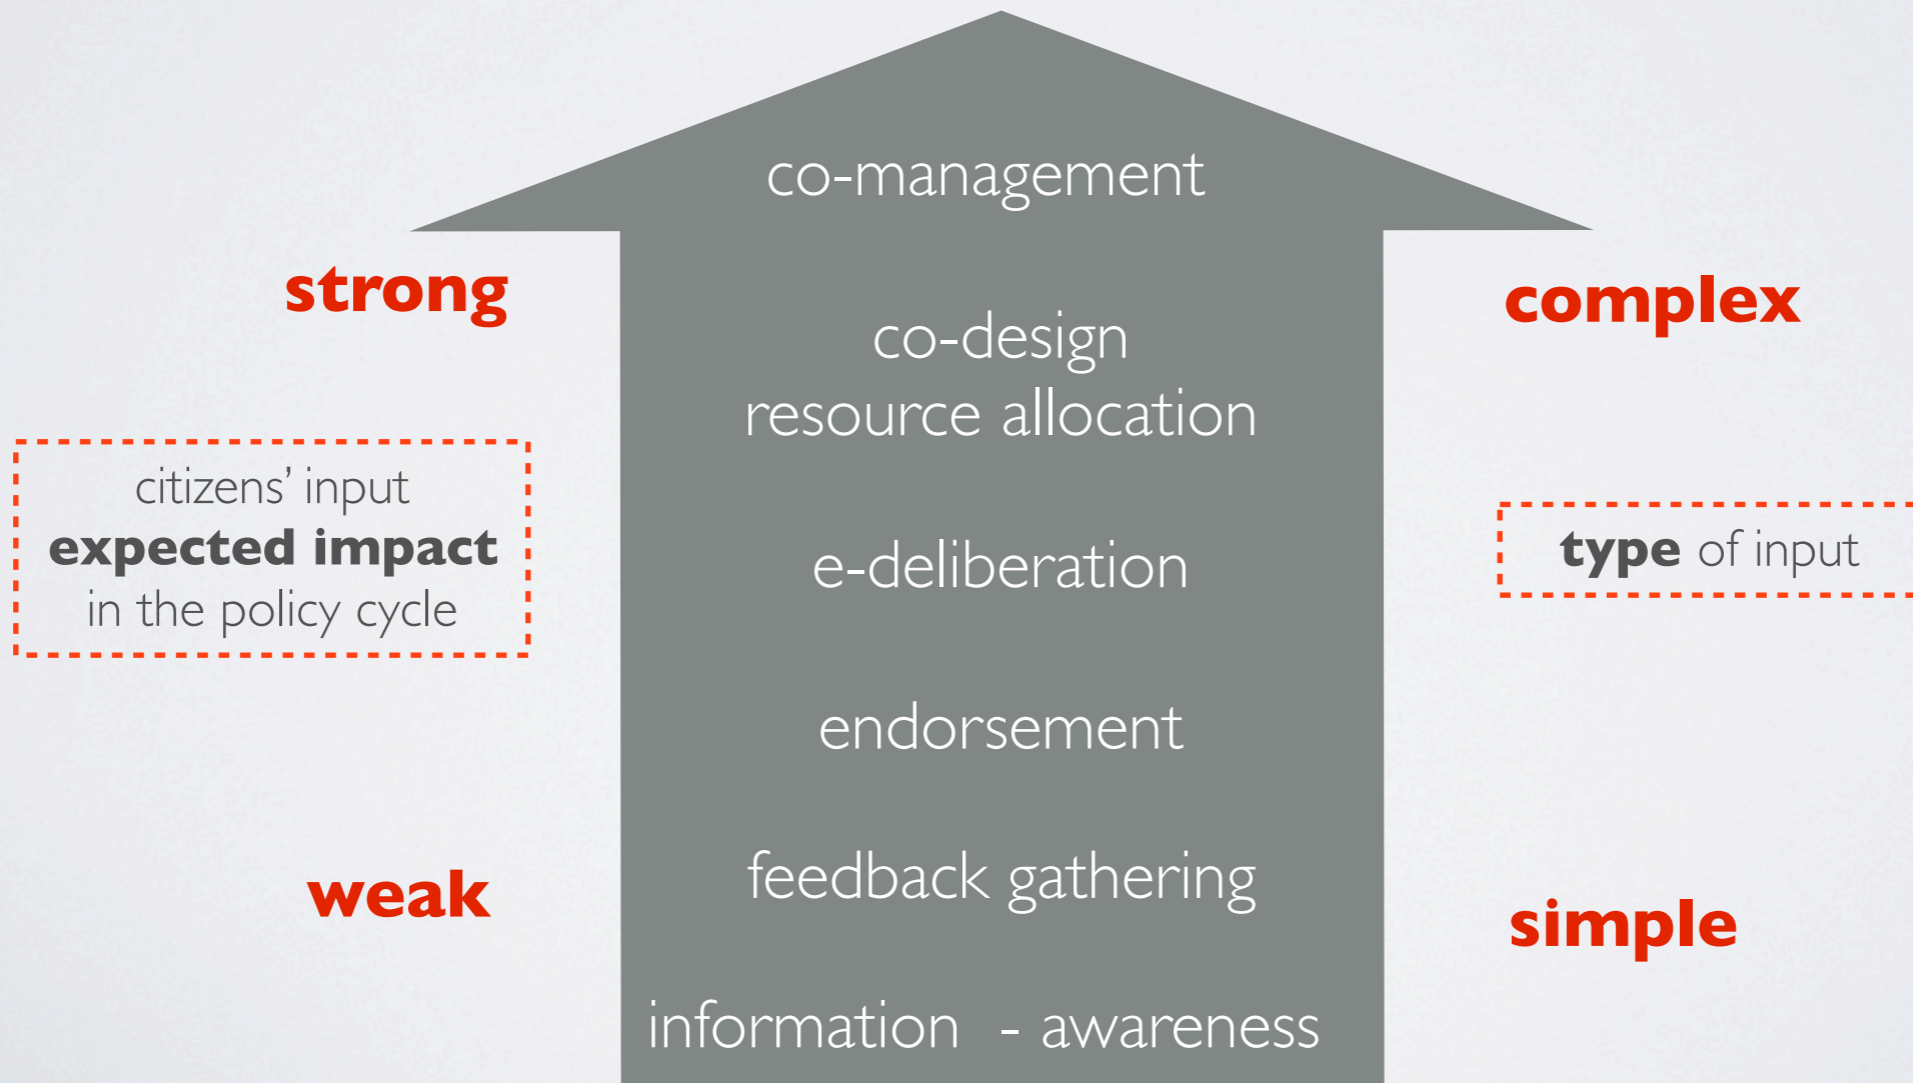 co-management
strong
complex
co-design
resource allocation
citizens’ input
expected impact
in the policy cycle
type of input
e-deliberation
endorsement
weak
feedback gathering
simple
information - awareness